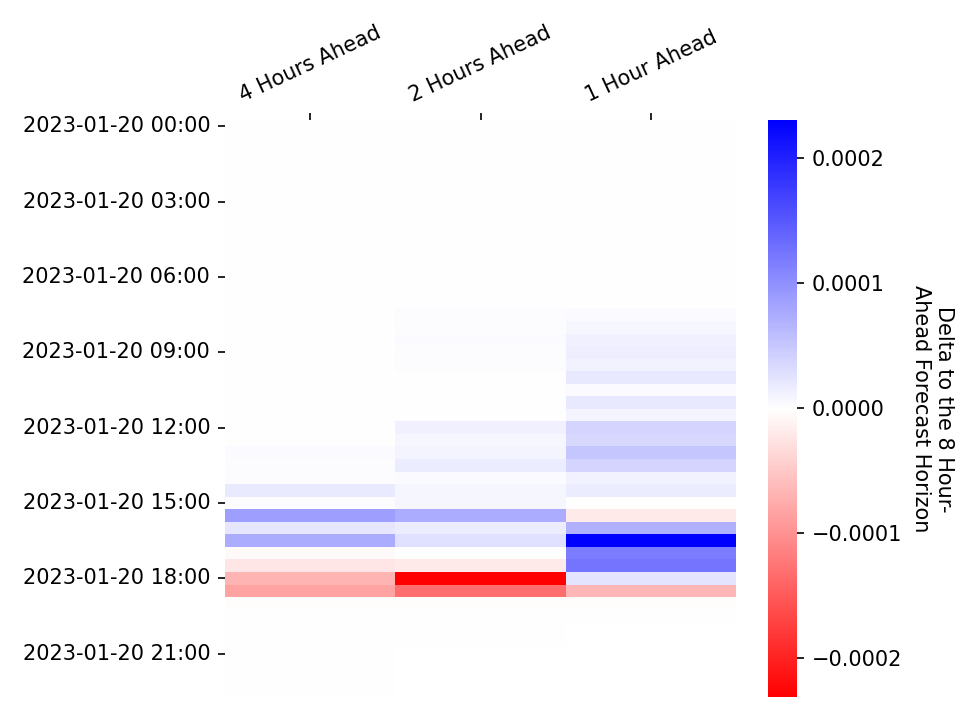 4 Hours Ahead
2 Hours Ahead
1 Hour Ahead
2023-01-20 00:00
2023-01-20 03:00
2023-01-20 06:00
2023-01-20 09:00
2023-01-20 12:00
2023-01-20 15:00
2023-01-20 18:00
2023-01-20 21:00
0.0002
0.0001
0.0000
−0.0001
−0.0002
Delta to the 8 Hour-
Ahead Forecast Horizon